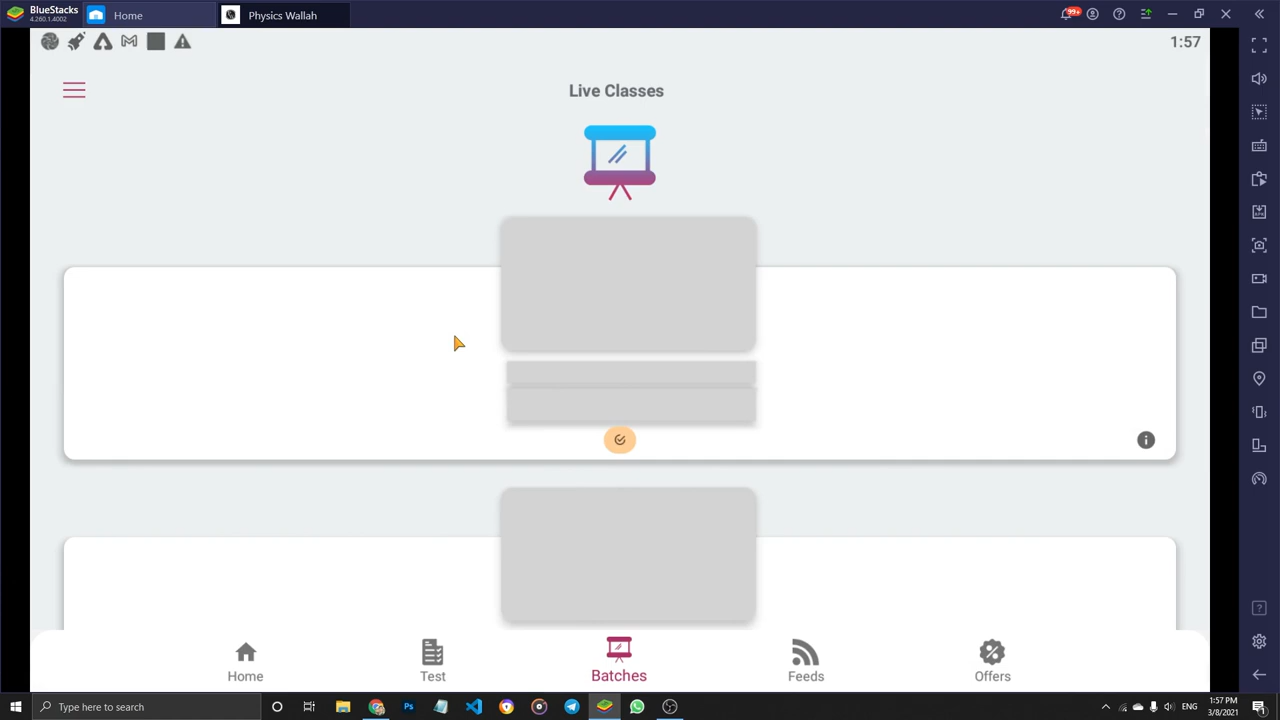 BlueStacks
4.260.1.4002
Home
Physics Wallah
99+
1:57
Live Classes
Home
Test
Batches
Feeds
Offers
Type here to search
ENG
1:57 PM
3/8/2021